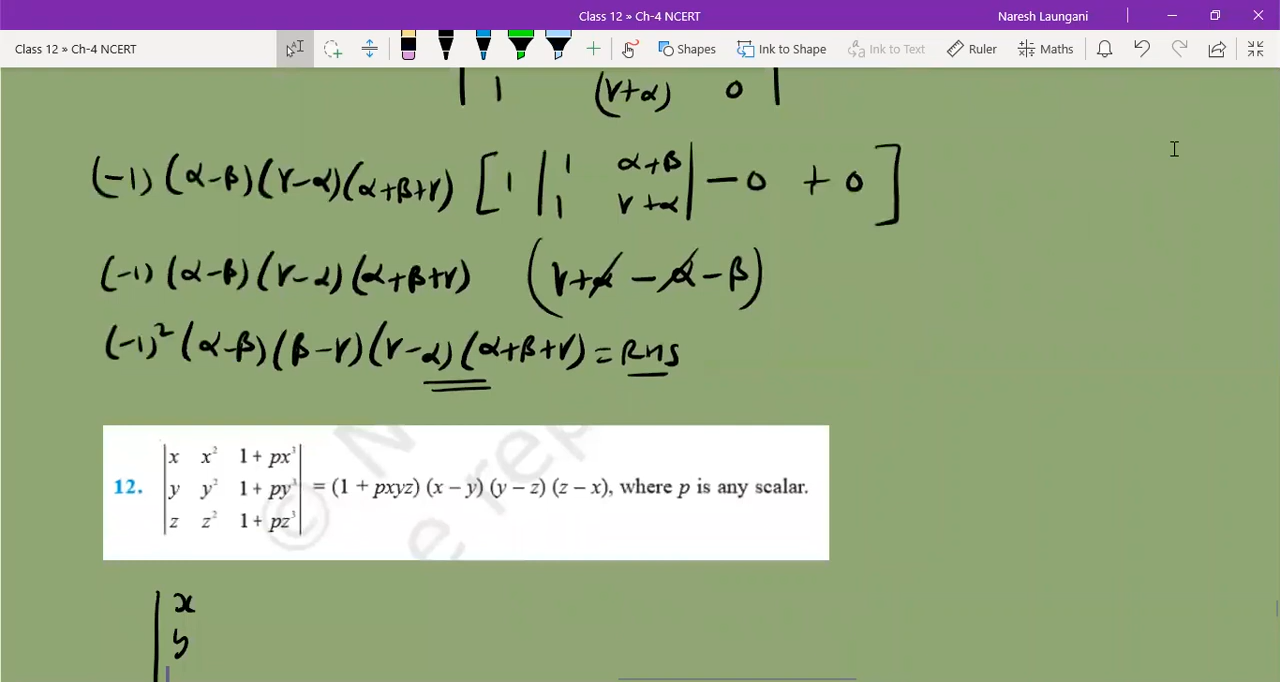 Class 12 » Ch-4 NCERT
Naresh Laungani
Class 12 » Ch-4 NCERT
Shapes
Ink to Shape
Ink to Text
Ruler
Maths
| 1 (γ+α) 0 |
(-1) (α-β)(γ-α)(α+β+γ) [ 1 | 1 α+β
1 γ+α | - 0 + 0 ]
(-1) (α-β)(γ-α)(α+β+γ) (γ+α - α - β)
(-1)² (α-β)(β-γ)(γ-α)(α+β+γ) = RHS
12. | x x² 1 + px³ |
| y y² 1 + py³ | = (1 + pxyz) (x – y) (y – z) (z – x), where p is any scalar.
| z z² 1 + pz³ |
| x
y